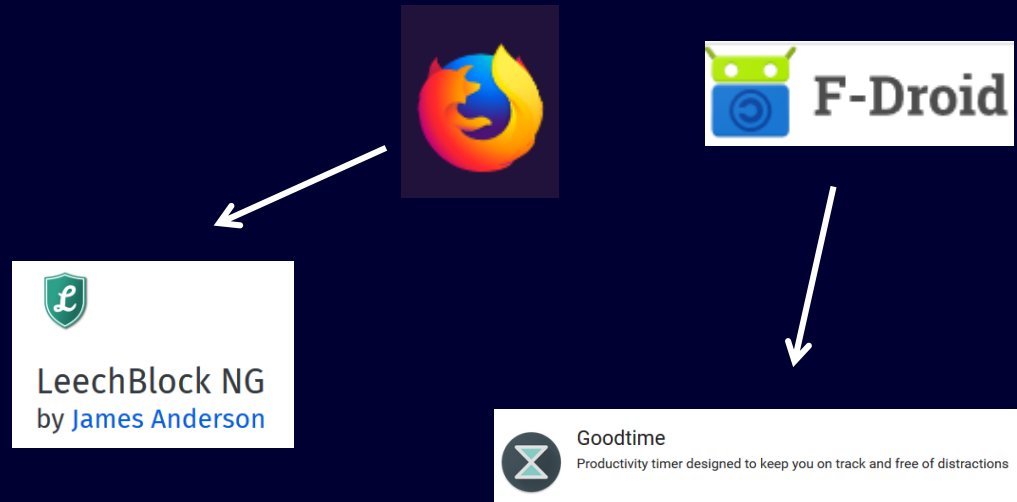 F-Droid
LeechBlock NG
by James Anderson
Goodtime
Productivity timer designed to keep you on track and free of distractions